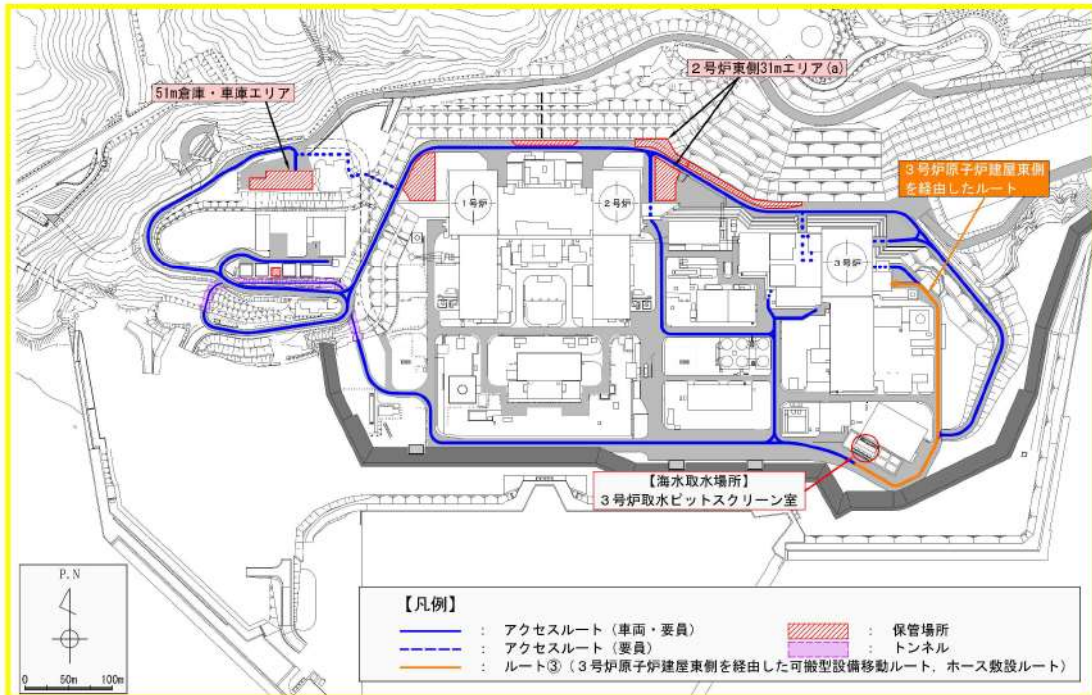 51m倉庫・車庫エリア
2号炉東側31mエリア(a)
3号炉原子炉建屋東側
を経由したルート
1号炉
2号炉
3号炉
【海水取水場所】
3号炉取水ピットスクリーン室
P.N
0 50m 100m
【凡例】
: アクセスルート（車両・要員）
: 保管場所
: アクセスルート（要員）
: トンネル
: ルート③（3号炉原子炉建屋東側を経由した可搬型設備移動ルート，ホース敷設ルート）